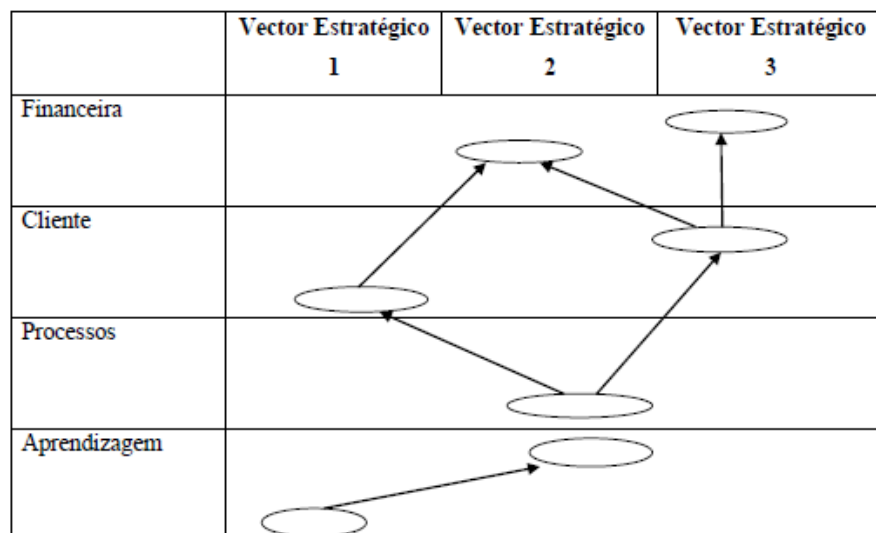 Vector Estratégico Vector Estratégico Vector Estratégico
1 2 3
Financeira
Cliente
Processos
Aprendizagem